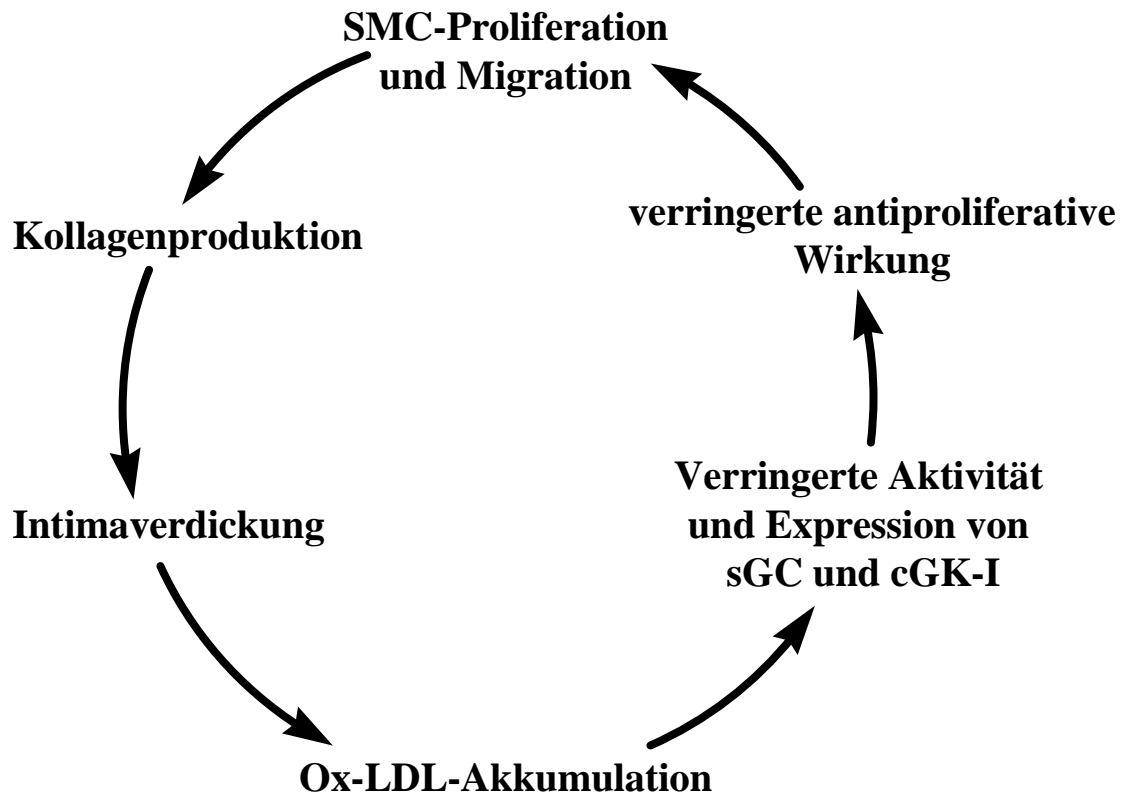 SMC-Proliferation
und Migration
Kollagenproduktion
verringerte antiproliferative
Wirkung
Intimaverdickung
Verringerte Aktivität
und Expression von
sGC und cGK-I
Ox-LDL-Akkumulation